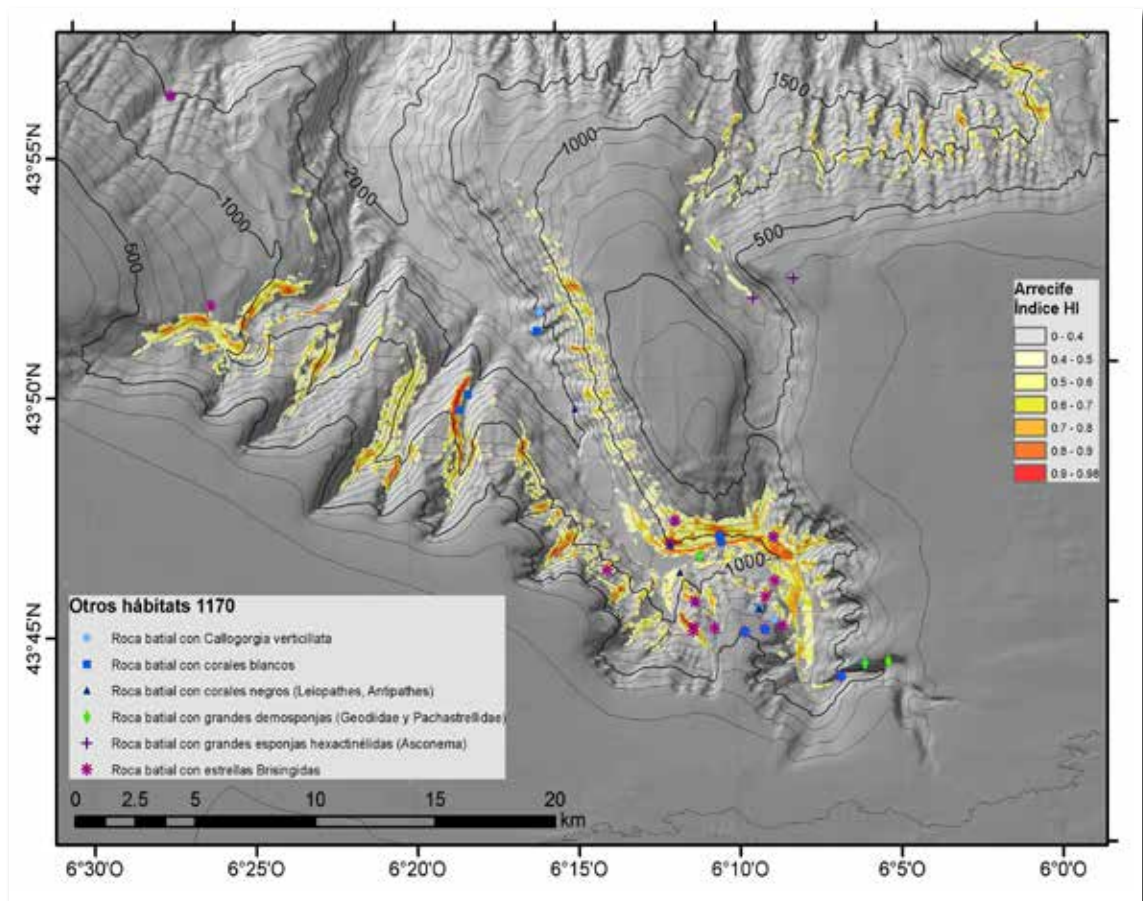 1500
1000
2000
1000
500
500
1000
43°55'N
43°50'N
43°45'N
Arrecife
Índice HI
0 - 0.4
0.4 - 0.5
0.5 - 0.6
0.6 - 0.7
0.7 - 0.8
0.8 - 0.9
0.9 - 0.98
Otros hábitats 1170
Roca batial con Callogorgia verticillata
Roca batial con corales blancos
Roca batial con corales negros (Leiopathes, Antipathes)
Roca batial con grandes demosponjas (Geodiidae y Pachastrellidae)
Roca batial con grandes esponjas hexactinélidas (Asconema)
Roca batial con estrellas Brisingidas
0 2.5 5 10 15 20
km
6°30'O 6°25'O 6°20'O 6°15'O 6°10'O 6°5'O 6°0'O